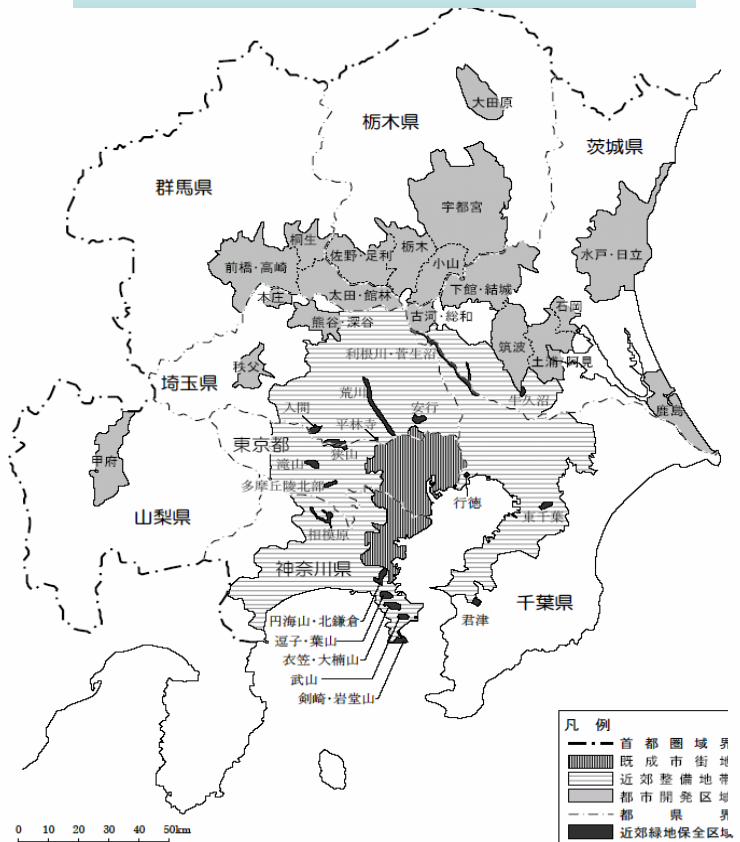 大田原
栃木県
茨城県
群馬県
宇都宮
桐生
佐野・足利
栃木
小山
水戸・日立
前橋・高崎
本庄
太田・館林
下館・結城
古河・総和
石岡
熊谷・深谷
筑波
土浦・阿見
利根川・菅生沼
秩父
埼玉県
荒川
牛久沼
鹿島
入間
安行
平林寺
東京都
狭山
甲府
滝山
多摩丘陵北部
行徳
東千葉
山梨県
相模原
神奈川県
千葉県
君津
円海山・北鎌倉
逗子・葉山
衣笠・大楠山
武山
剣崎・岩堂山
凡例
首都圏域界
既成市街地
近郊整備地帯
都市開発区域
都県界
近郊緑地保全区域
0 10 20 30 40 50km